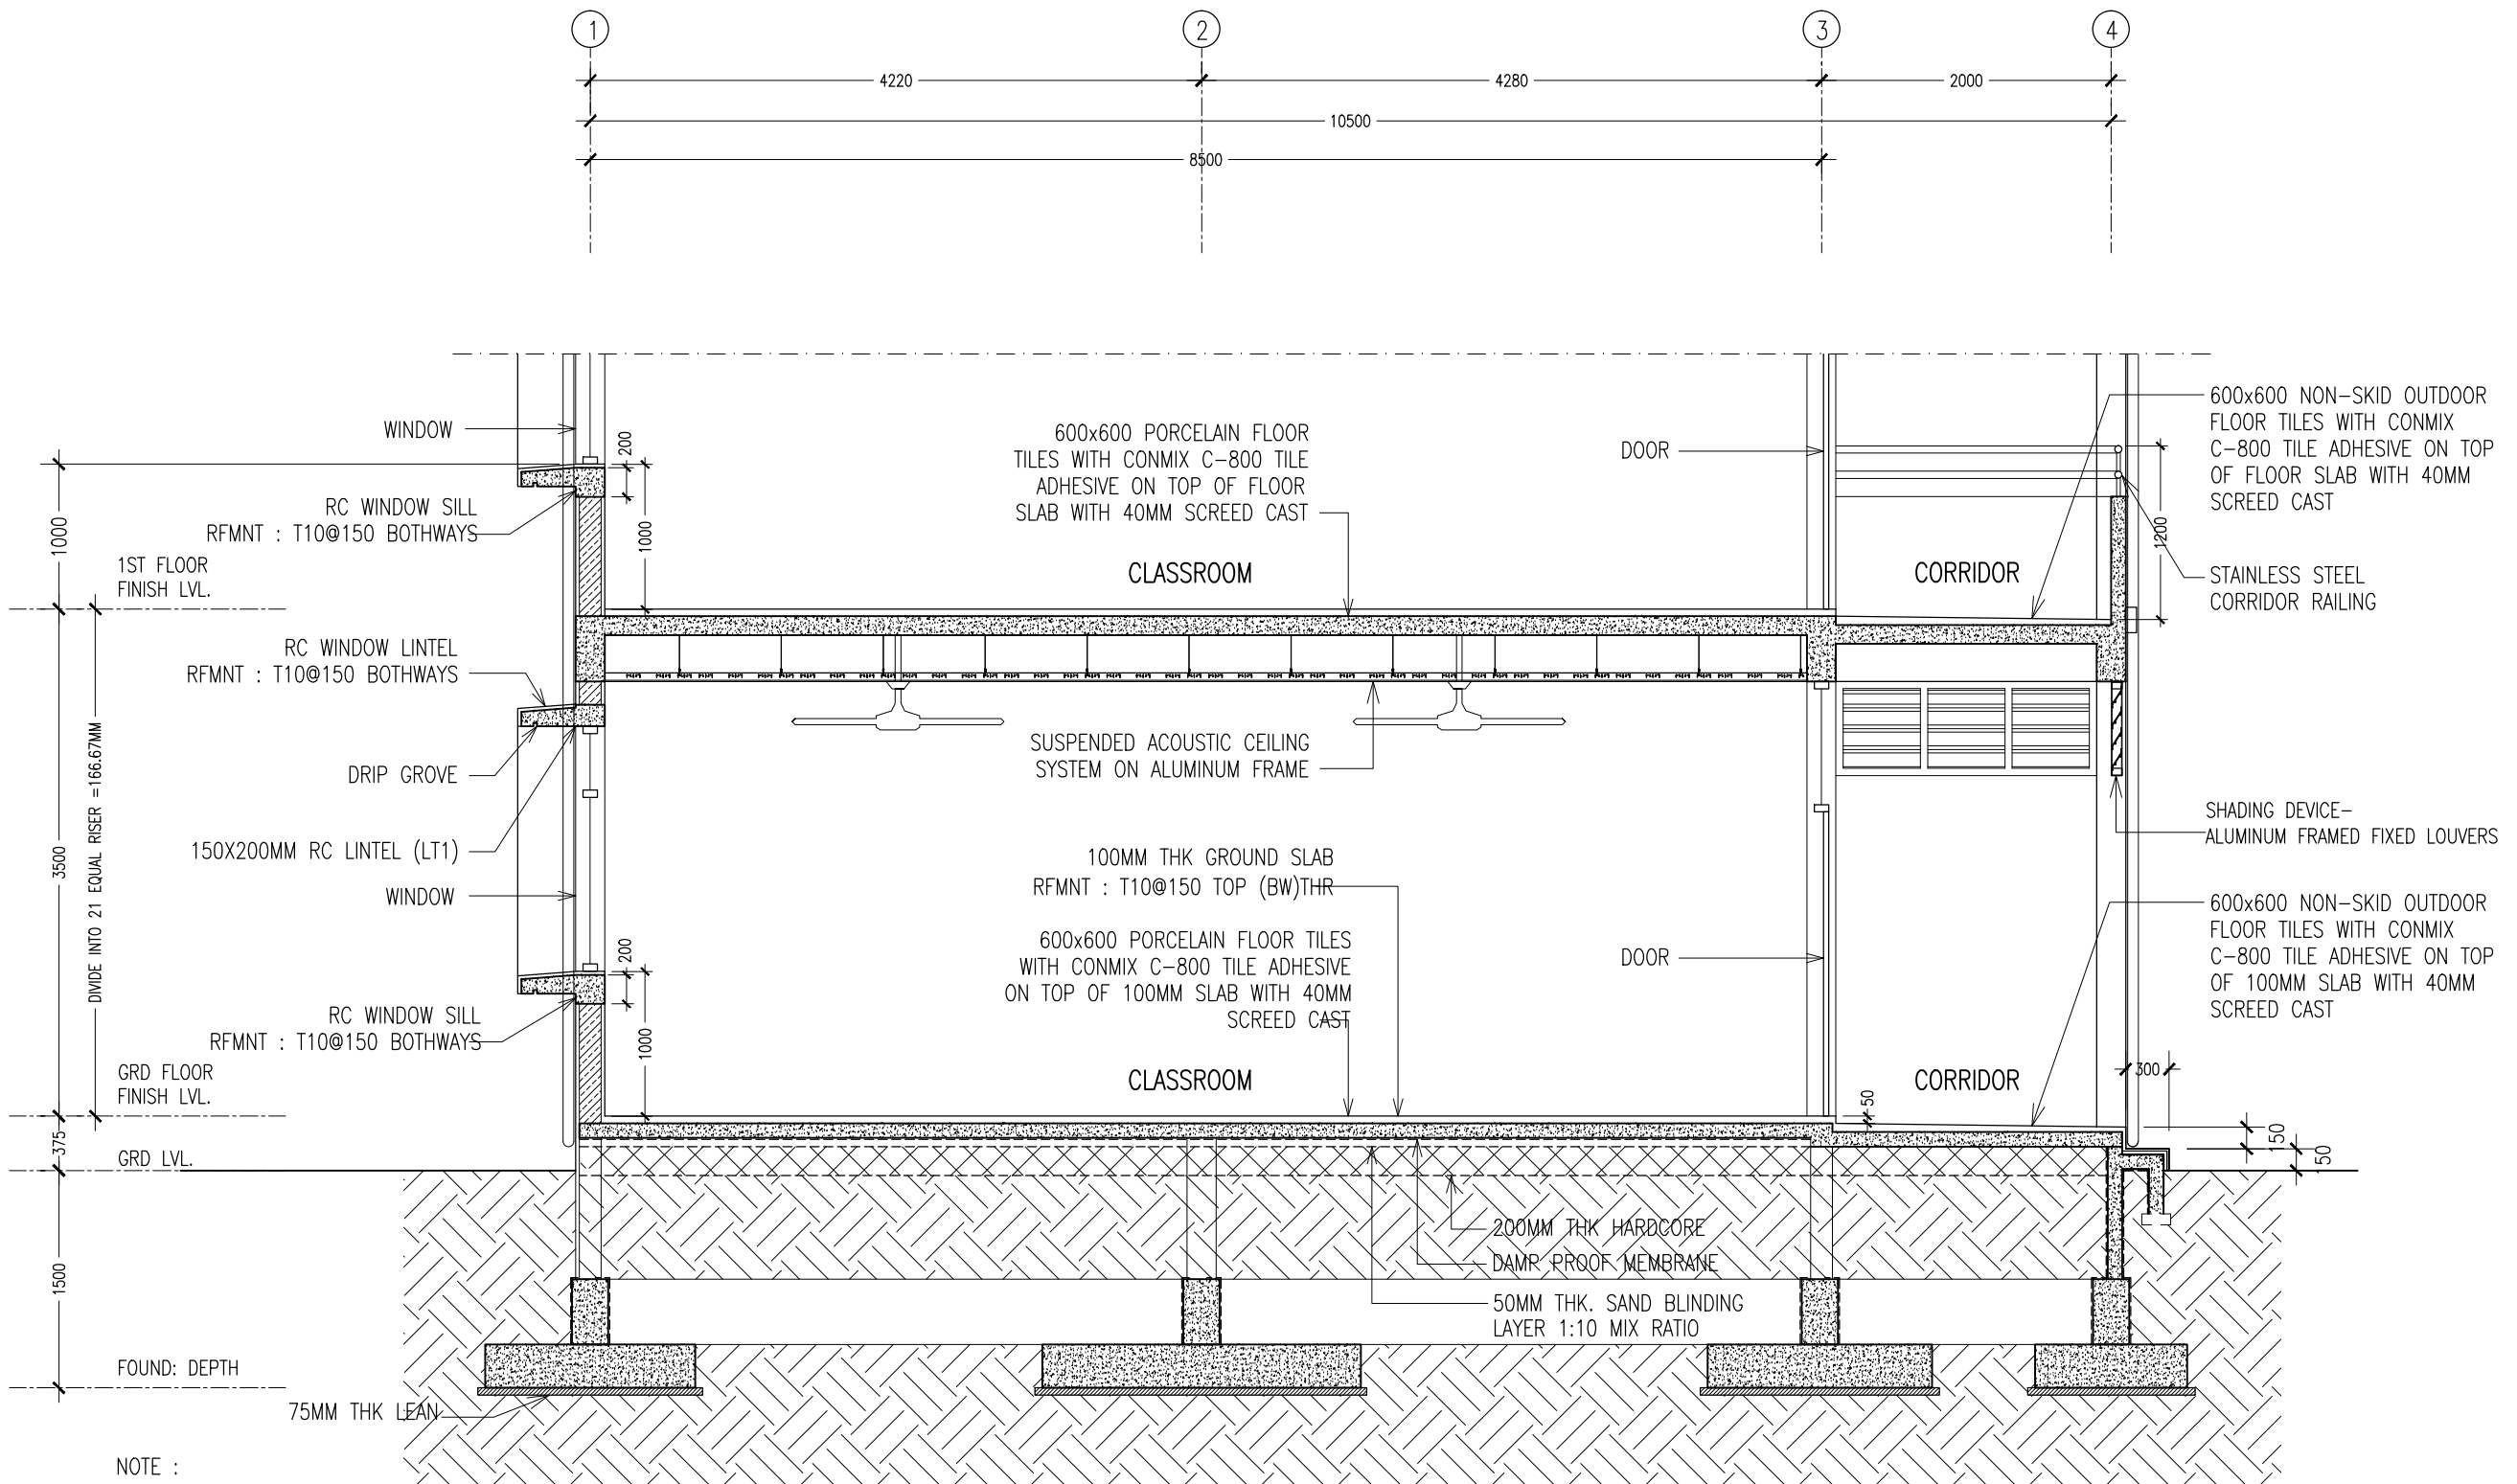 1
2
3
4
4220
4280
2000
10500
8500
WINDOW
200
600x600 PORCELAIN FLOOR
TILES WITH CONMIX C-800 TILE
ADHESIVE ON TOP OF FLOOR
SLAB WITH 40MM SCREED CAST
DOOR
600x600 NON-SKID OUTDOOR
FLOOR TILES WITH CONMIX
C-800 TILE ADHESIVE ON TOP
OF FLOOR SLAB WITH 40MM
SCREED CAST
RC WINDOW SILL
RFMNT : T10@150 BOTHWAYS
1000
1000
1200
1ST FLOOR
FINISH LVL.
CLASSROOM
CORRIDOR
STAINLESS STEEL
CORRIDOR RAILING
RC WINDOW LINTEL
RFMNT : T10@150 BOTHWAYS
DRIP GROVE
SUSPENDED ACOUSTIC CEILING
SYSTEM ON ALUMINUM FRAME
3500
DIVIDE INTO 21 EQUAL RISER =166.67MM
150X200MM RC LINTEL (LT1)
SHADING DEVICE-
ALUMINUM FRAMED FIXED LOUVERS
WINDOW
100MM THK GROUND SLAB
RFMNT : T10@150 TOP (BW)THR
600x600 PORCELAIN FLOOR TILES
WITH CONMIX C-800 TILE ADHESIVE
ON TOP OF 100MM SLAB WITH 40MM
SCREED CAST
DOOR
600x600 NON-SKID OUTDOOR
FLOOR TILES WITH CONMIX
C-800 TILE ADHESIVE ON TOP
OF 100MM SLAB WITH 40MM
SCREED CAST
200
RC WINDOW SILL
RFMNT : T10@150 BOTHWAYS
1000
GRD FLOOR
FINISH LVL.
CLASSROOM
CORRIDOR
300
50
375
GRD LVL.
150
150
200MM THK HARDCORE
DAMP PROOF MEMBRANE
50MM THK. SAND BLINDING
LAYER 1:10 MIX RATIO
1500
FOUND: DEPTH
75MM THK LEAN
NOTE :